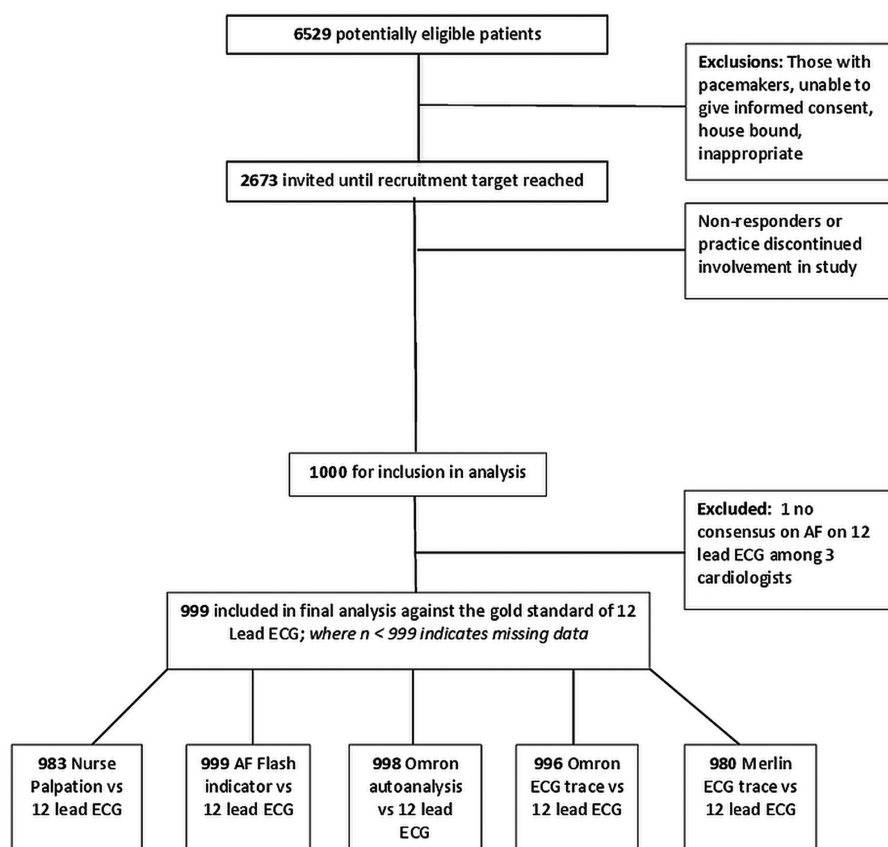 6529 potentially eligible patients
Exclusions: Those with
pacemakers, unable to
give informed consent,
house bound,
inappropriate
2673 invited until recruitment target reached
Non-responders or
practice discontinued
involvement in study
1000 for inclusion in analysis
Excluded: 1 no
consensus on AF on 12
lead ECG among 3
cardiologists
999 included in final analysis against the gold standard of 12
Lead ECG; where n < 999 indicates missing data
983 Nurse
Palpation vs
12 lead ECG
999 AF Flash
indicator vs
12 lead ECG
998 Omron
autoanalysis
vs 12 lead
ECG
996 Omron
ECG trace vs
12 lead ECG
980 Merlin
ECG trace vs
12 lead ECG